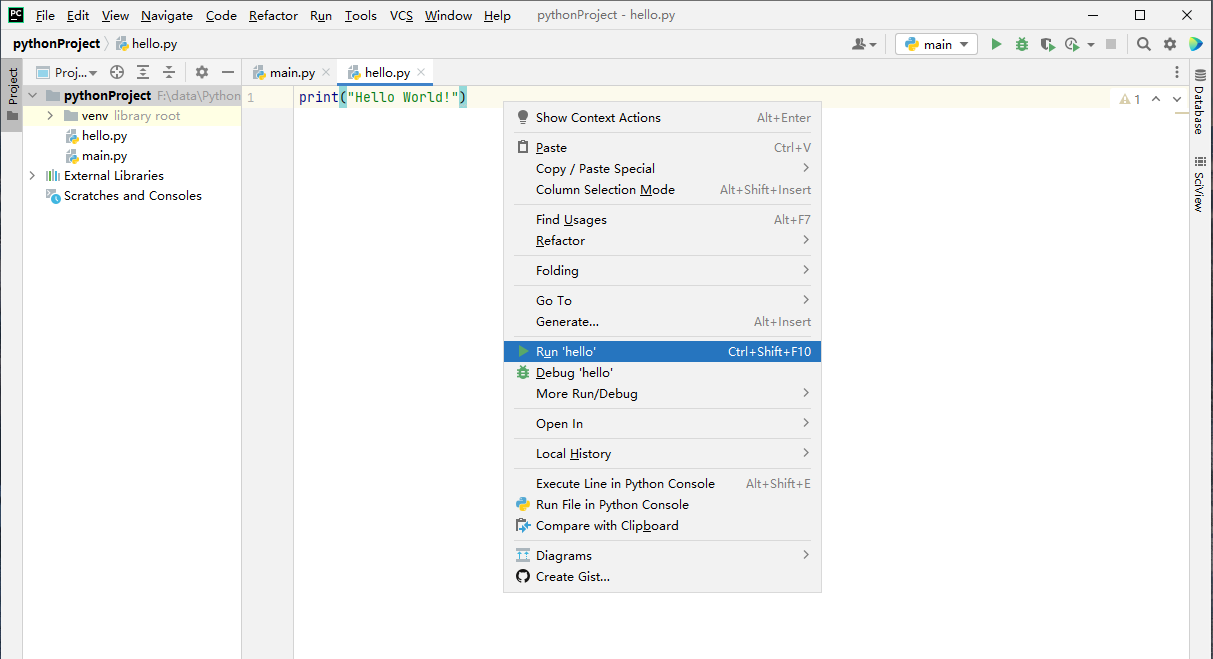 PC File Edit View Navigate Code Refactor Run Tools VCS Window Help pythonProject - hello.py
pythonProject hello.py main
Project
Proj... main.py hello.py
pythonProject F:\data\Python
venv library root
hello.py
main.py
External Libraries
Scratches and Consoles
1 print("Hello World!")
1
Show Context Actions Alt+Enter
Paste Ctrl+V
Copy / Paste Special
Column Selection Mode Alt+Shift+Insert
Find Usages Alt+F7
Refactor
Folding
Go To
Generate... Alt+Insert
Run 'hello' Ctrl+Shift+F10
Debug 'hello'
More Run/Debug
Open In
Local History
Execute Line in Python Console Alt+Shift+E
Run File in Python Console
Compare with Clipboard
Diagrams
Create Gist...
Database
SciView